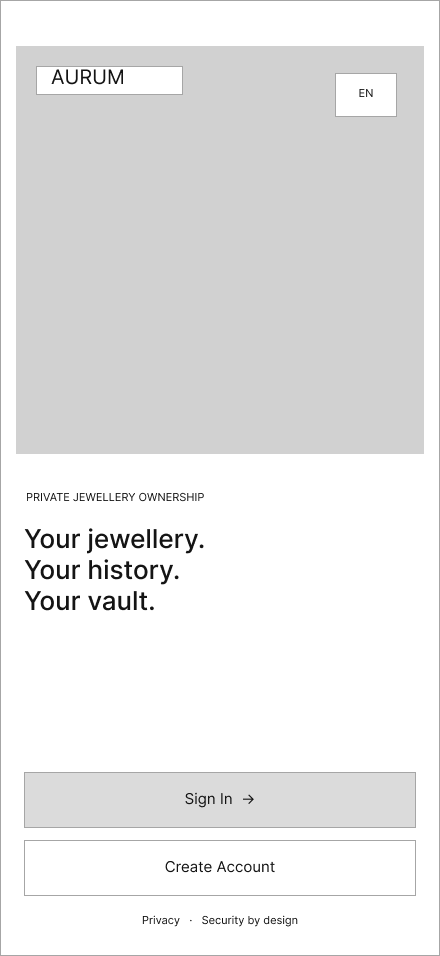 AURUM
EN
PRIVATE JEWELLERY OWNERSHIP
Your jewellery.
Your history.
Your vault.
Sign In →
Create Account
Privacy · Security by design